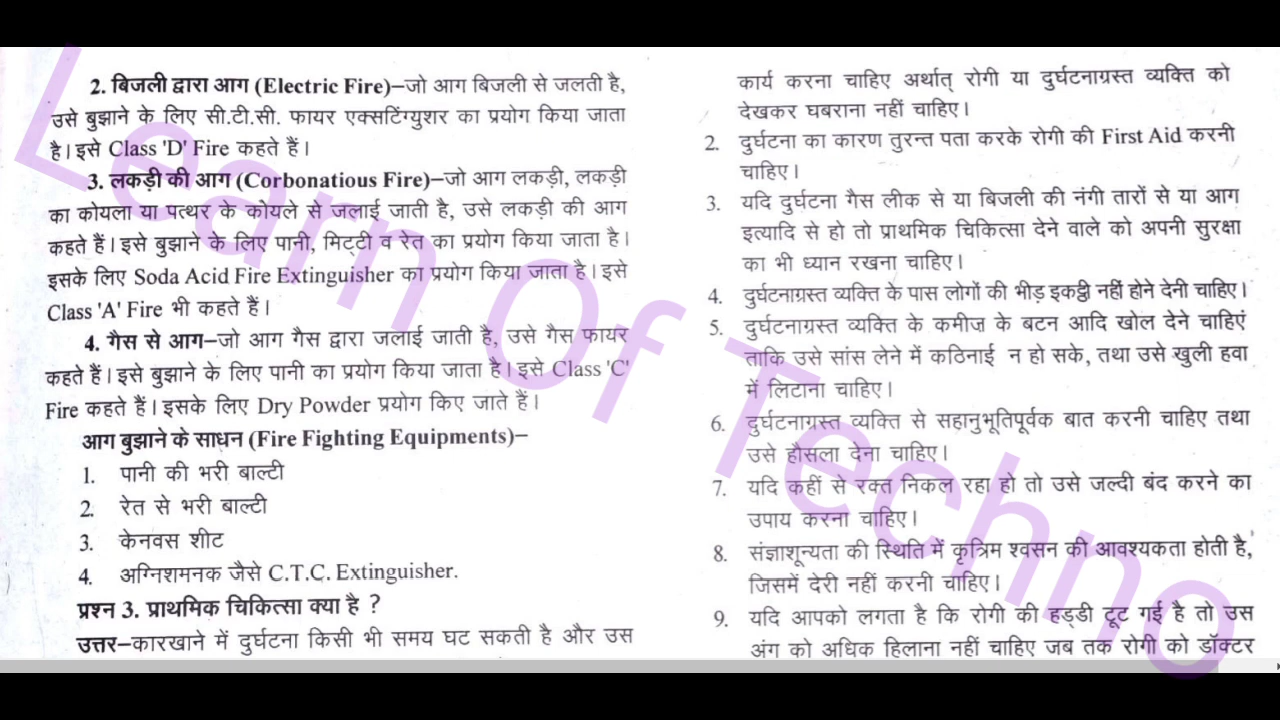 2. बिजली द्वारा आग (Electric Fire)–जो आग बिजली से जलती है,
उसे बुझाने के लिए सी.टी.सी. फायर एक्सटिंग्युशर का प्रयोग किया जाता
है। इसे Class 'D' Fire कहते हैं।
3. लकड़ी की आग (Corbonatious Fire)–जो आग लकड़ी, लकड़ी
का कोयला या पत्थर के कोयले से जलाई जाती है, उसे लकड़ी की आग
कहते हैं। इसे बुझाने के लिए पानी, मिटटी व रेत का प्रयोग किया जाता है।
इसके लिए Soda Acid Fire Extinguisher का प्रयोग किया जाता है। इसे
Class 'A' Fire भी कहते हैं।
4. गैस से आग–जो आग गैस द्वारा जलाई जाती है, उसे गैस फायर
कहते हैं। इसे बुझाने के लिए पानी का प्रयोग किया जाता है। इसे Class 'C'
Fire कहते हैं। इसके लिए Dry Powder प्रयोग किए जाते हैं।
आग बुझाने के साधन (Fire Fighting Equipments)–
1. पानी की भरी बाल्टी
2. रेत से भरी बाल्टी
3. केनवस शीट
4. अग्निशमनक जैसे C.T.C. Extinguisher.
प्रश्न 3. प्राथमिक चिकित्सा क्या है ?
उत्तर–कारखाने में दुर्घटना किसी भी समय घट सकती है और उस
कार्य करना चाहिए अर्थात् रोगी या दुर्घटनाग्रस्त व्यक्ति को
देखकर घबराना नहीं चाहिए।
2. दुर्घटना का कारण तुरन्त पता करके रोगी की First Aid करनी
चाहिए।
3. यदि दुर्घटना गैस लीक से या बिजली की नंगी तारों से या आग
इत्यादि से हो तो प्राथमिक चिकित्सा देने वाले को अपनी सुरक्षा
का भी ध्यान रखना चाहिए।
4. दुर्घटनाग्रस्त व्यक्ति के पास लोगों की भीड़ इकट्ठी नहीं होने देनी चाहिए।
5. दुर्घटनाग्रस्त व्यक्ति के कमीज के बटन आदि खोल देने चाहिएं
ताकि उसे सांस लेने में कठिनाई न हो सके, तथा उसे खुली हवा
में लिटाना चाहिए।
6. दुर्घटनाग्रस्त व्यक्ति से सहानुभूतिपूर्वक बात करनी चाहिए तथा
उसे हौसला देना चाहिए।
7. यदि कहीं से रक्त निकल रहा हो तो उसे जल्दी बंद करने का
उपाय करना चाहिए।
8. संज्ञाशून्यता की स्थिति में कृत्रिम श्वसन की आवश्यकता होती है,
जिसमें देरी नहीं करनी चाहिए।
9. यदि आपको लगता है कि रोगी की हड्डी टूट गई है तो उस
अंग को अधिक हिलाना नहीं चाहिए जब तक रोगी को डॉक्टर
Learn Of Techno